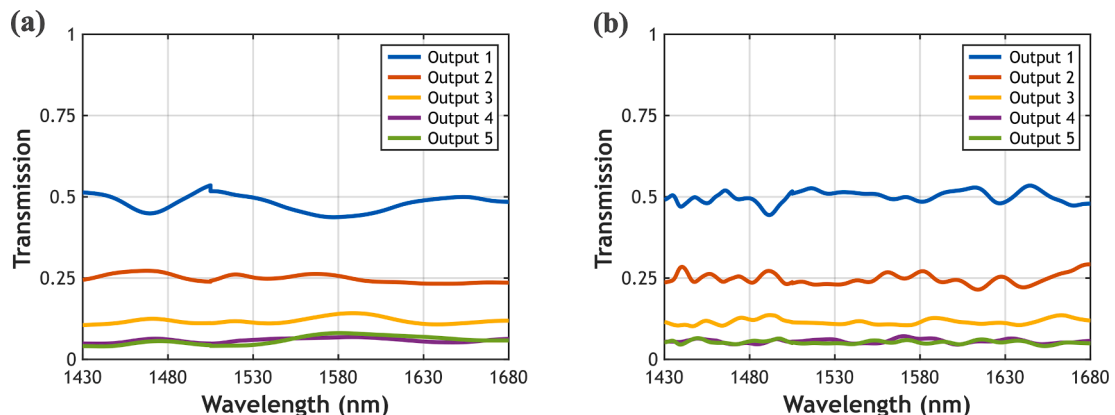 (a)
Transmission
1
0.75
0.5
0.25
0
1430
1480
1530
1580
1630
1680
Wavelength (nm)
Output 1
Output 2
Output 3
Output 4
Output 5
(b)
Transmission
1
0.75
0.5
0.25
0
1430
1480
1530
1580
1630
1680
Wavelength (nm)
Output 1
Output 2
Output 3
Output 4
Output 5